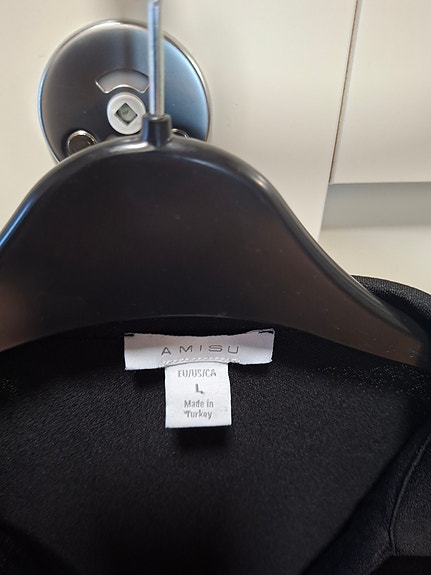 AMISU
EU/US/CA
L
Made in
Turkey